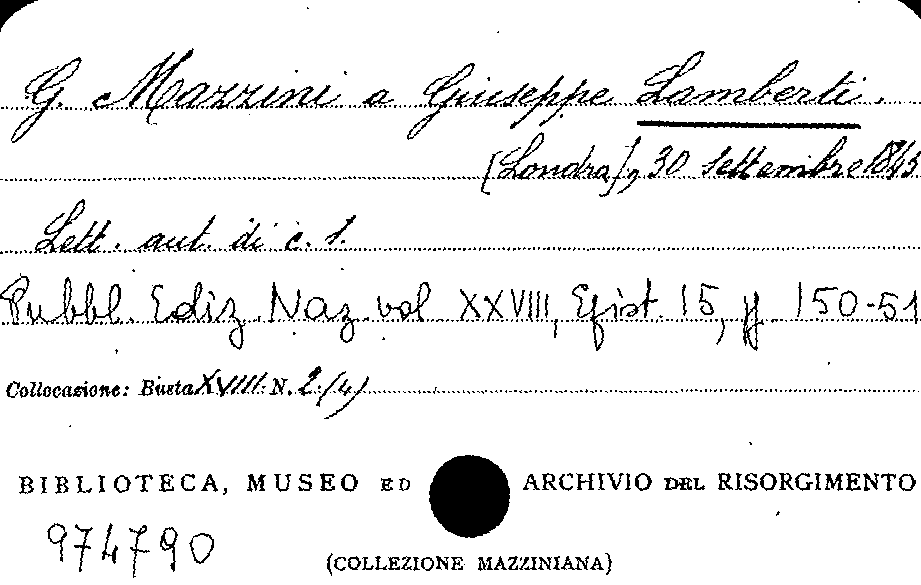 G. Mazzini a Giuseppe Lamberti.
[Londra], 30 settembre 1845
Lett. aut. di c. 1.
Pubbl. Ediz. Naz. vol XXVIII, Epist. 15, pp. 150-51
Collocazione: Busta XVIII N. 2/(4)
BIBLIOTECA, MUSEO ED ARCHIVIO DEL RISORGIMENTO
974790
(COLLEZIONE MAZZINIANA)